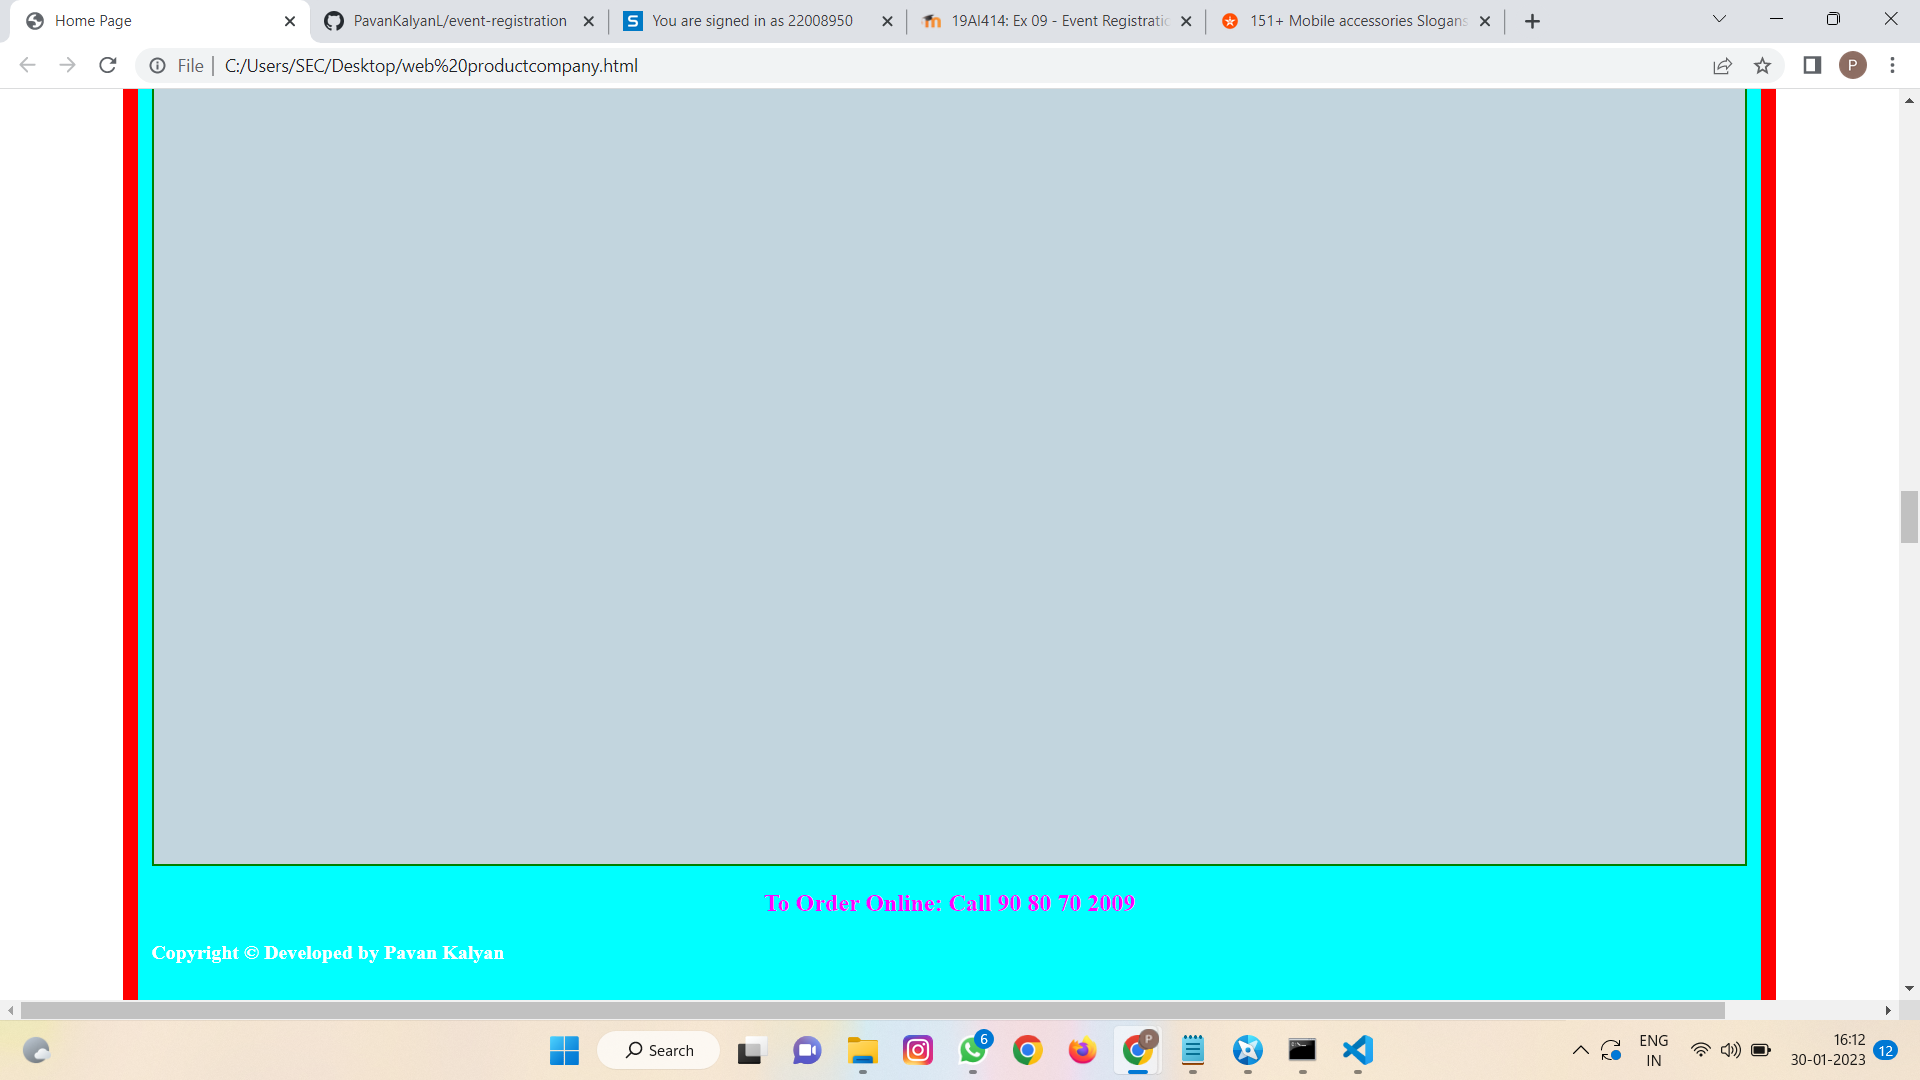 Home Page
PavanKalyanL/event-registration
You are signed in as 22008950
19AI414: Ex 09 - Event Registratio
151+ Mobile accessories Slogans
File
C:/Users/SEC/Desktop/web%20productcompany.html
P
To Order Online: Call 90 80 70 2009
Copyright © Developed by Pavan Kalyan
Search
6
P
ENG
IN
16:12
30-01-2023
12